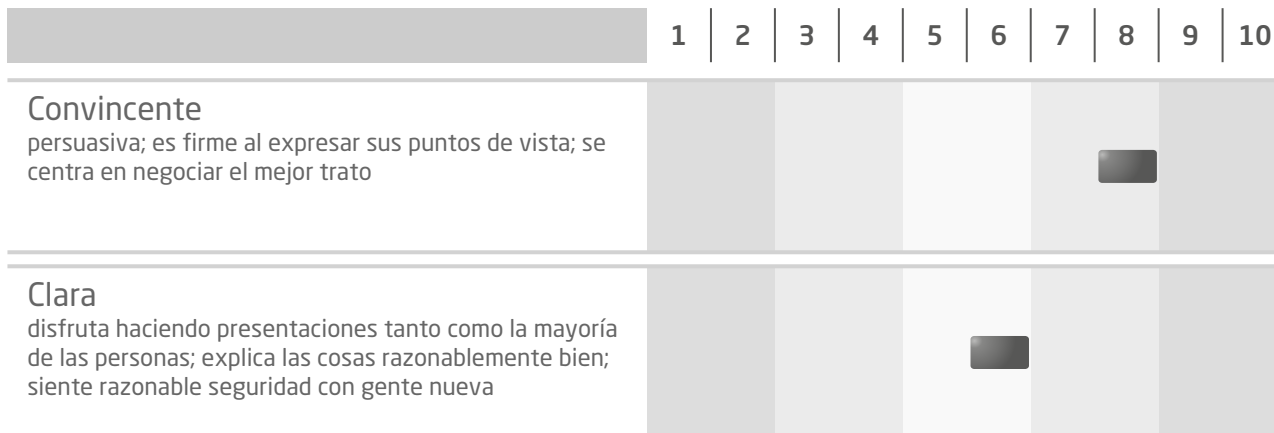 1 2 3 4 5 6 7 8 9 10
Convincente
persuasiva; es firme al expresar sus puntos de vista; se
centra en negociar el mejor trato
Clara
disfruta haciendo presentaciones tanto como la mayoría
de las personas; explica las cosas razonablemente bien;
siente razonable seguridad con gente nueva